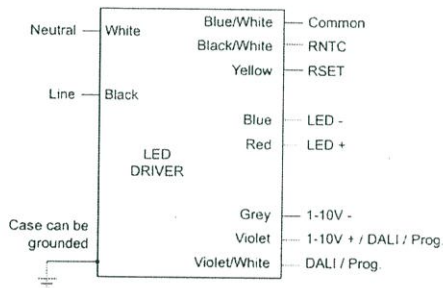 Blue/White Common
Neutral White
Black/White RNTC
Yellow RSET
Line Black
Blue LED -
Red LED +
LED
DRIVER
Grey 1-10V -
Case can be
grounded
Violet 1-10V + / DALI / Prog.
Violet/White DALI / Prog.